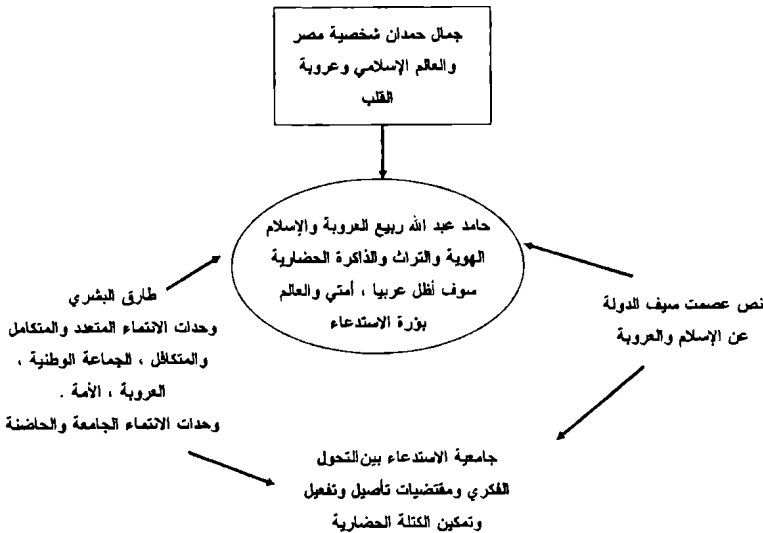 جمال حمدان شخصية مصر
والعالم الإسلامي وعروبة
القلب
حامد عبد الله ربيع العروبة والإسلام
الهوية والتراث والذاكرة الحضارية
سوف أظل عربيا ، أمتي والعالم
بؤرة الاستدعاء
نص عصمت سيف الدولة
عن الإسلام والعروبة
طارق البشري
وحدات الانتماء المتعدد والمتكامل
والمتكافل ، الجماعة الوطنية ،
العروبة ، الأمة .
وحدات الانتماء الجامعة والحاضنة
جامعية الاستدعاء بين التحول
الفكري ومقتضيات تأصيل وتفعيل
وتمكين الكتلة الحضارية